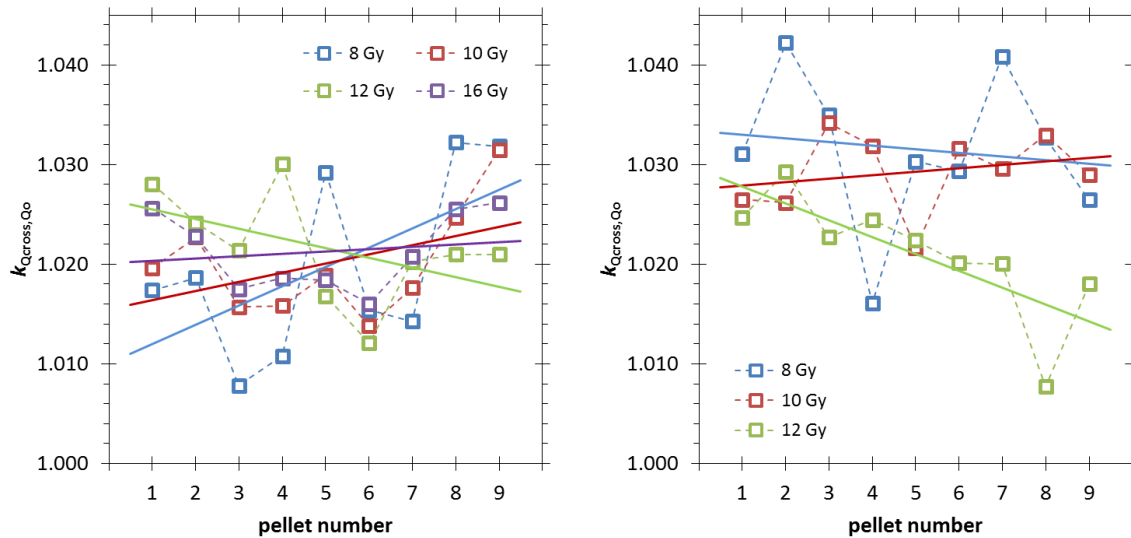 8 Gy 10 Gy
12 Gy 16 Gy
1.040
1.030
1.020
1.010
1.000
kQcross,Qo
1 2 3 4 5 6 7 8 9
pellet number
1.040
1.030
1.020
1.010
1.000
kQcross,Qo
8 Gy
10 Gy
12 Gy
1 2 3 4 5 6 7 8 9
pellet number